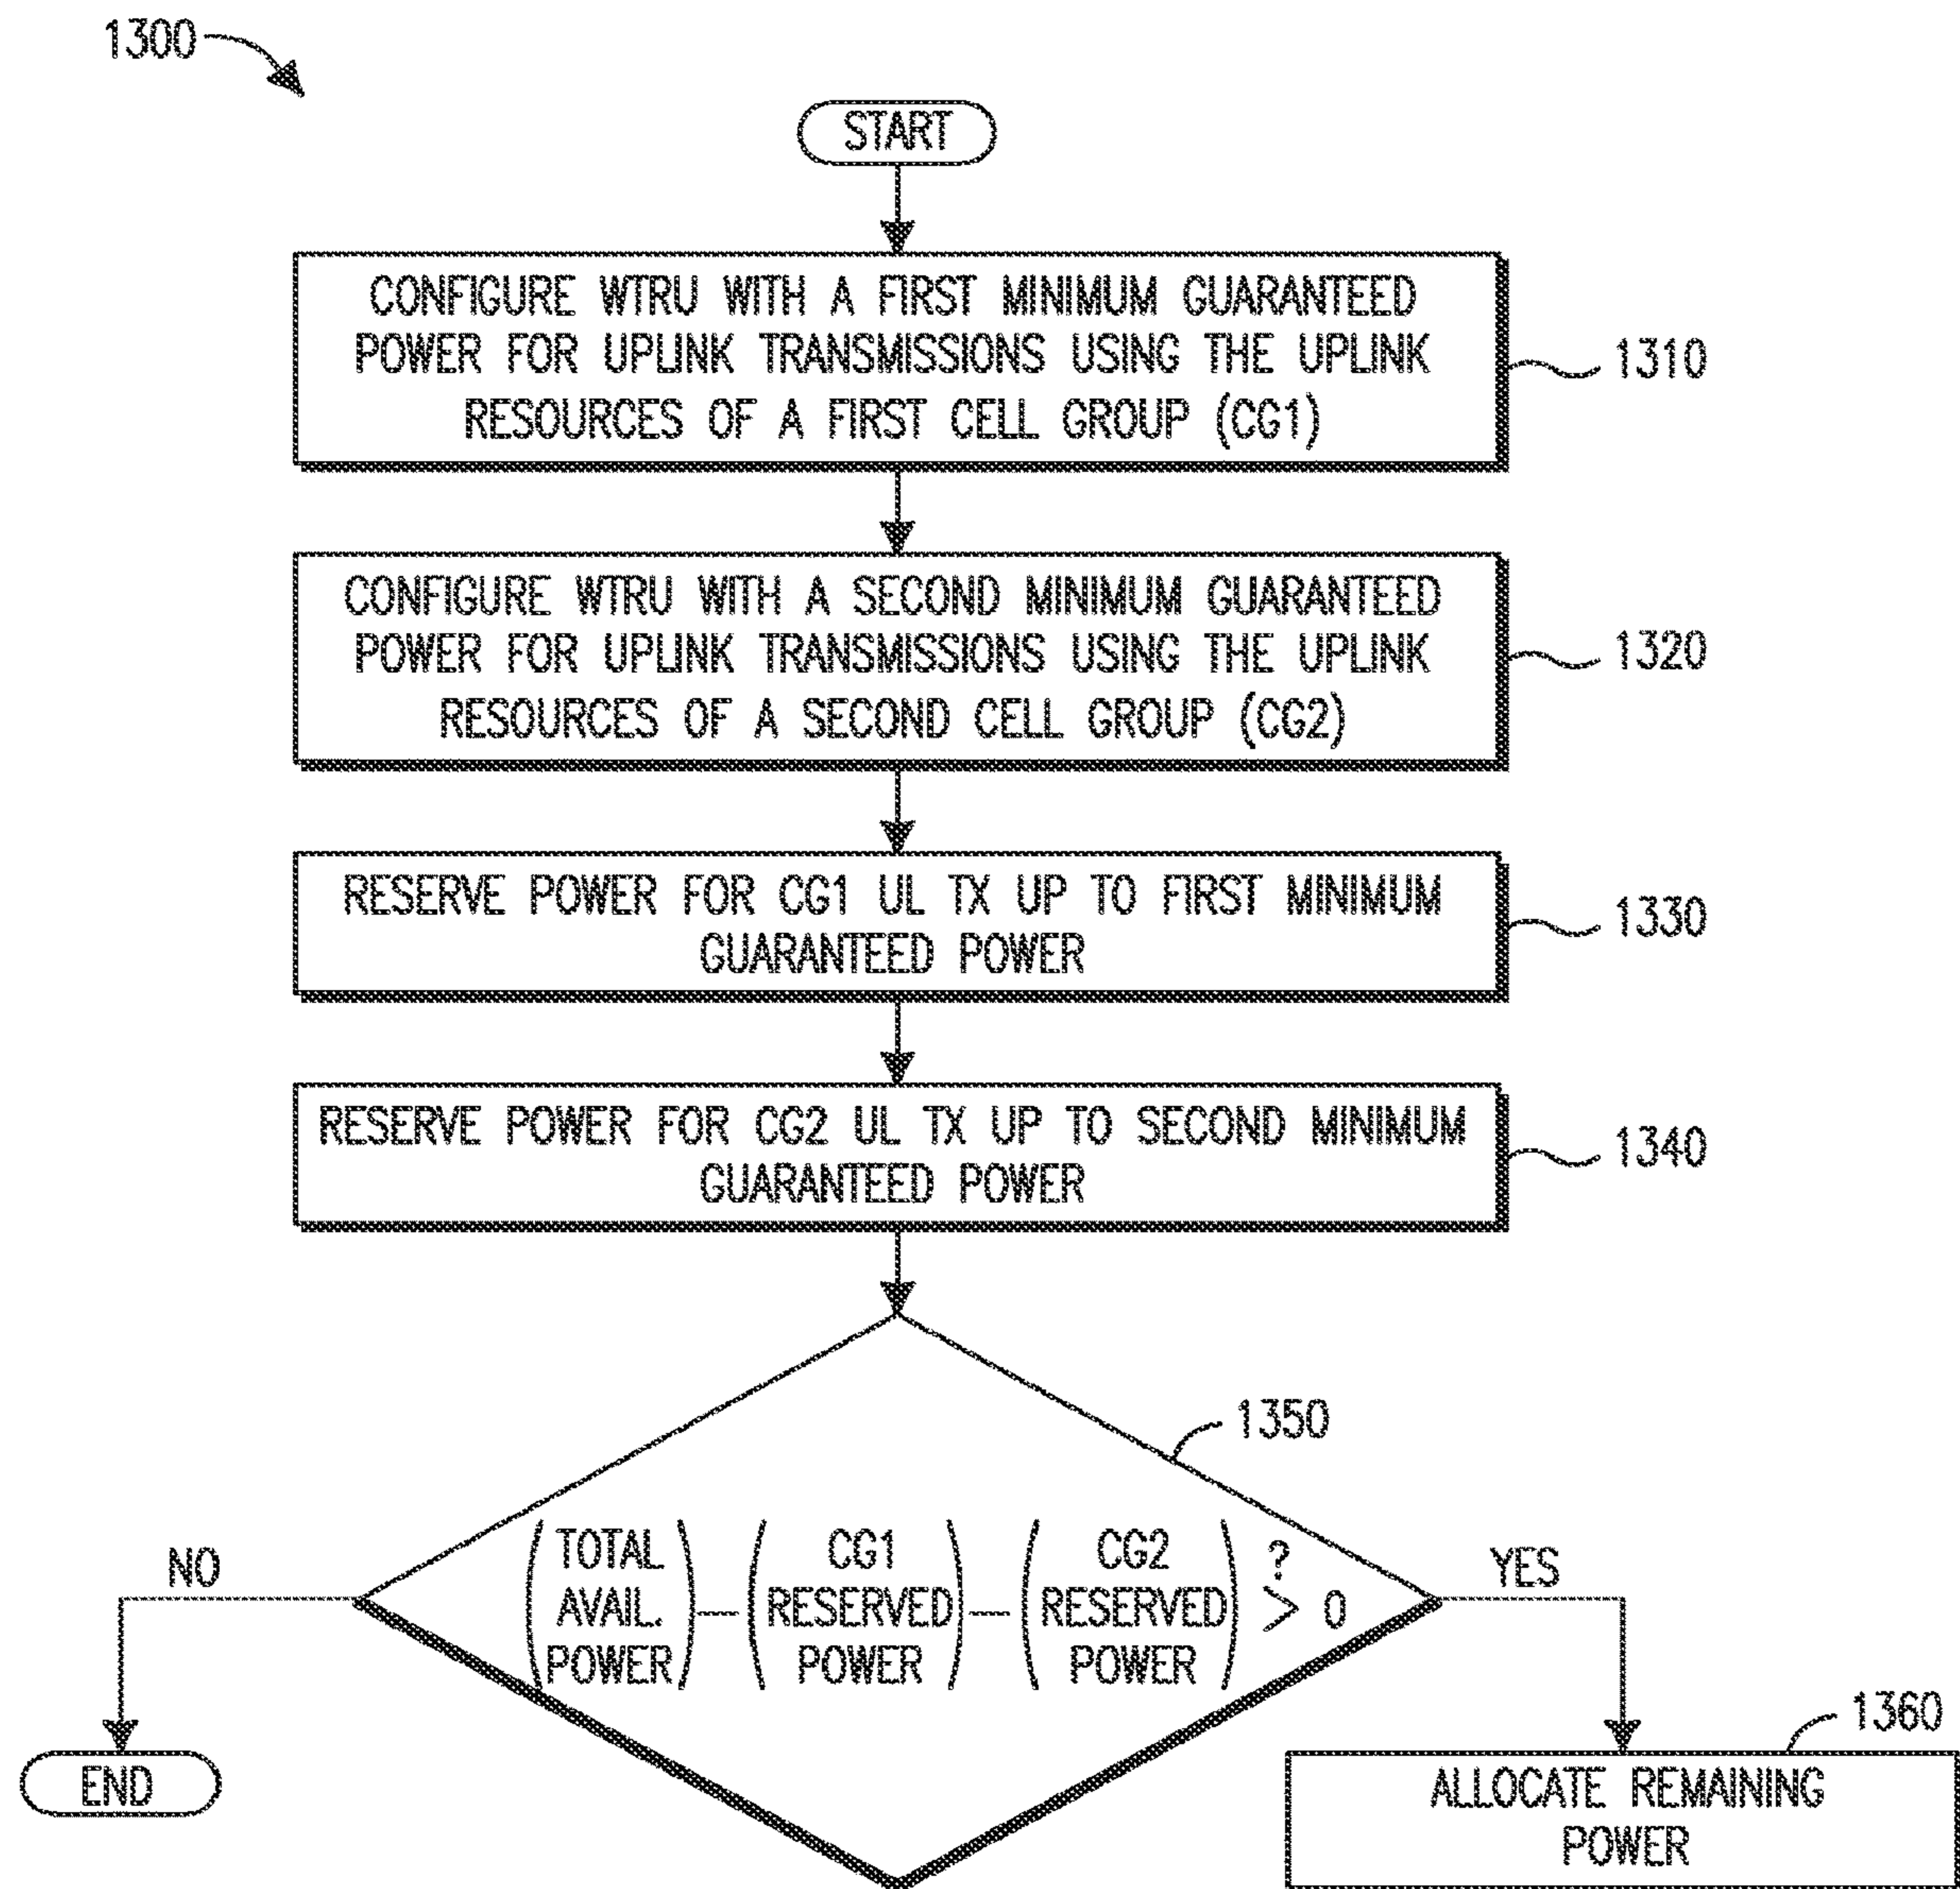 1300
START
CONFIGURE WTRU WITH A FIRST MINIMUM GUARANTEED
POWER FOR UPLINK TRANSMISSIONS USING THE UPLINK
RESOURCES OF A FIRST CELL GROUP (CG1)
1310
CONFIGURE WTRU WITH A SECOND MINIMUM GUARANTEED
POWER FOR UPLINK TRANSMISSIONS USING THE UPLINK
RESOURCES OF A SECOND CELL GROUP (CG2)
1320
RESERVE POWER FOR CG1 UL TX UP TO FIRST MINIMUM
GUARANTEED POWER
1330
RESERVE POWER FOR CG2 UL TX UP TO SECOND MINIMUM
GUARANTEED POWER
1340
1350
(TOTAL
AVAIL.
POWER)
–
(CG1
RESERVED
POWER)
–
(CG2
RESERVED
POWER)
?
> 0
NO
YES
END
1360
ALLOCATE REMAINING
POWER